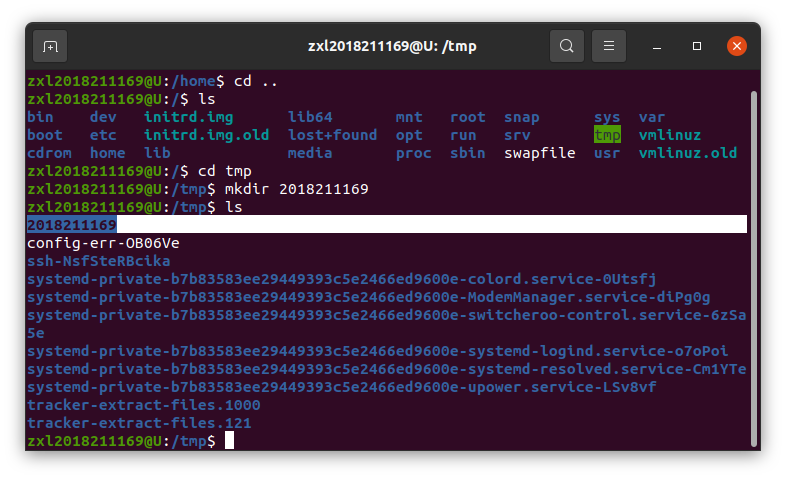 zxl2018211169@U: /tmp
zxl2018211169@U:/home$ cd ..
zxl2018211169@U:/$ ls
bin    dev   initrd.img      lib64       mnt   root  snap      sys  var
boot   etc   initrd.img.old  lost+found  opt   run   srv       tmp  vmlinuz
cdrom  home  lib             media       proc  sbin  swapfile  usr  vmlinuz.old
zxl2018211169@U:/$ cd tmp
zxl2018211169@U:/tmp$ mkdir 2018211169
zxl2018211169@U:/tmp$ ls
2018211169
config-err-OB06Ve
ssh-NsfSteRBcika
systemd-private-b7b83583ee29449393c5e2466ed9600e-colord.service-0Utsfj
systemd-private-b7b83583ee29449393c5e2466ed9600e-ModemManager.service-diPg0g
systemd-private-b7b83583ee29449393c5e2466ed9600e-switcheroo-control.service-6zSa
5e
systemd-private-b7b83583ee29449393c5e2466ed9600e-systemd-logind.service-o7oPoi
systemd-private-b7b83583ee29449393c5e2466ed9600e-systemd-resolved.service-Cm1YTe
systemd-private-b7b83583ee29449393c5e2466ed9600e-upower.service-LSv8vf
tracker-extract-files.1000
tracker-extract-files.121
zxl2018211169@U:/tmp$